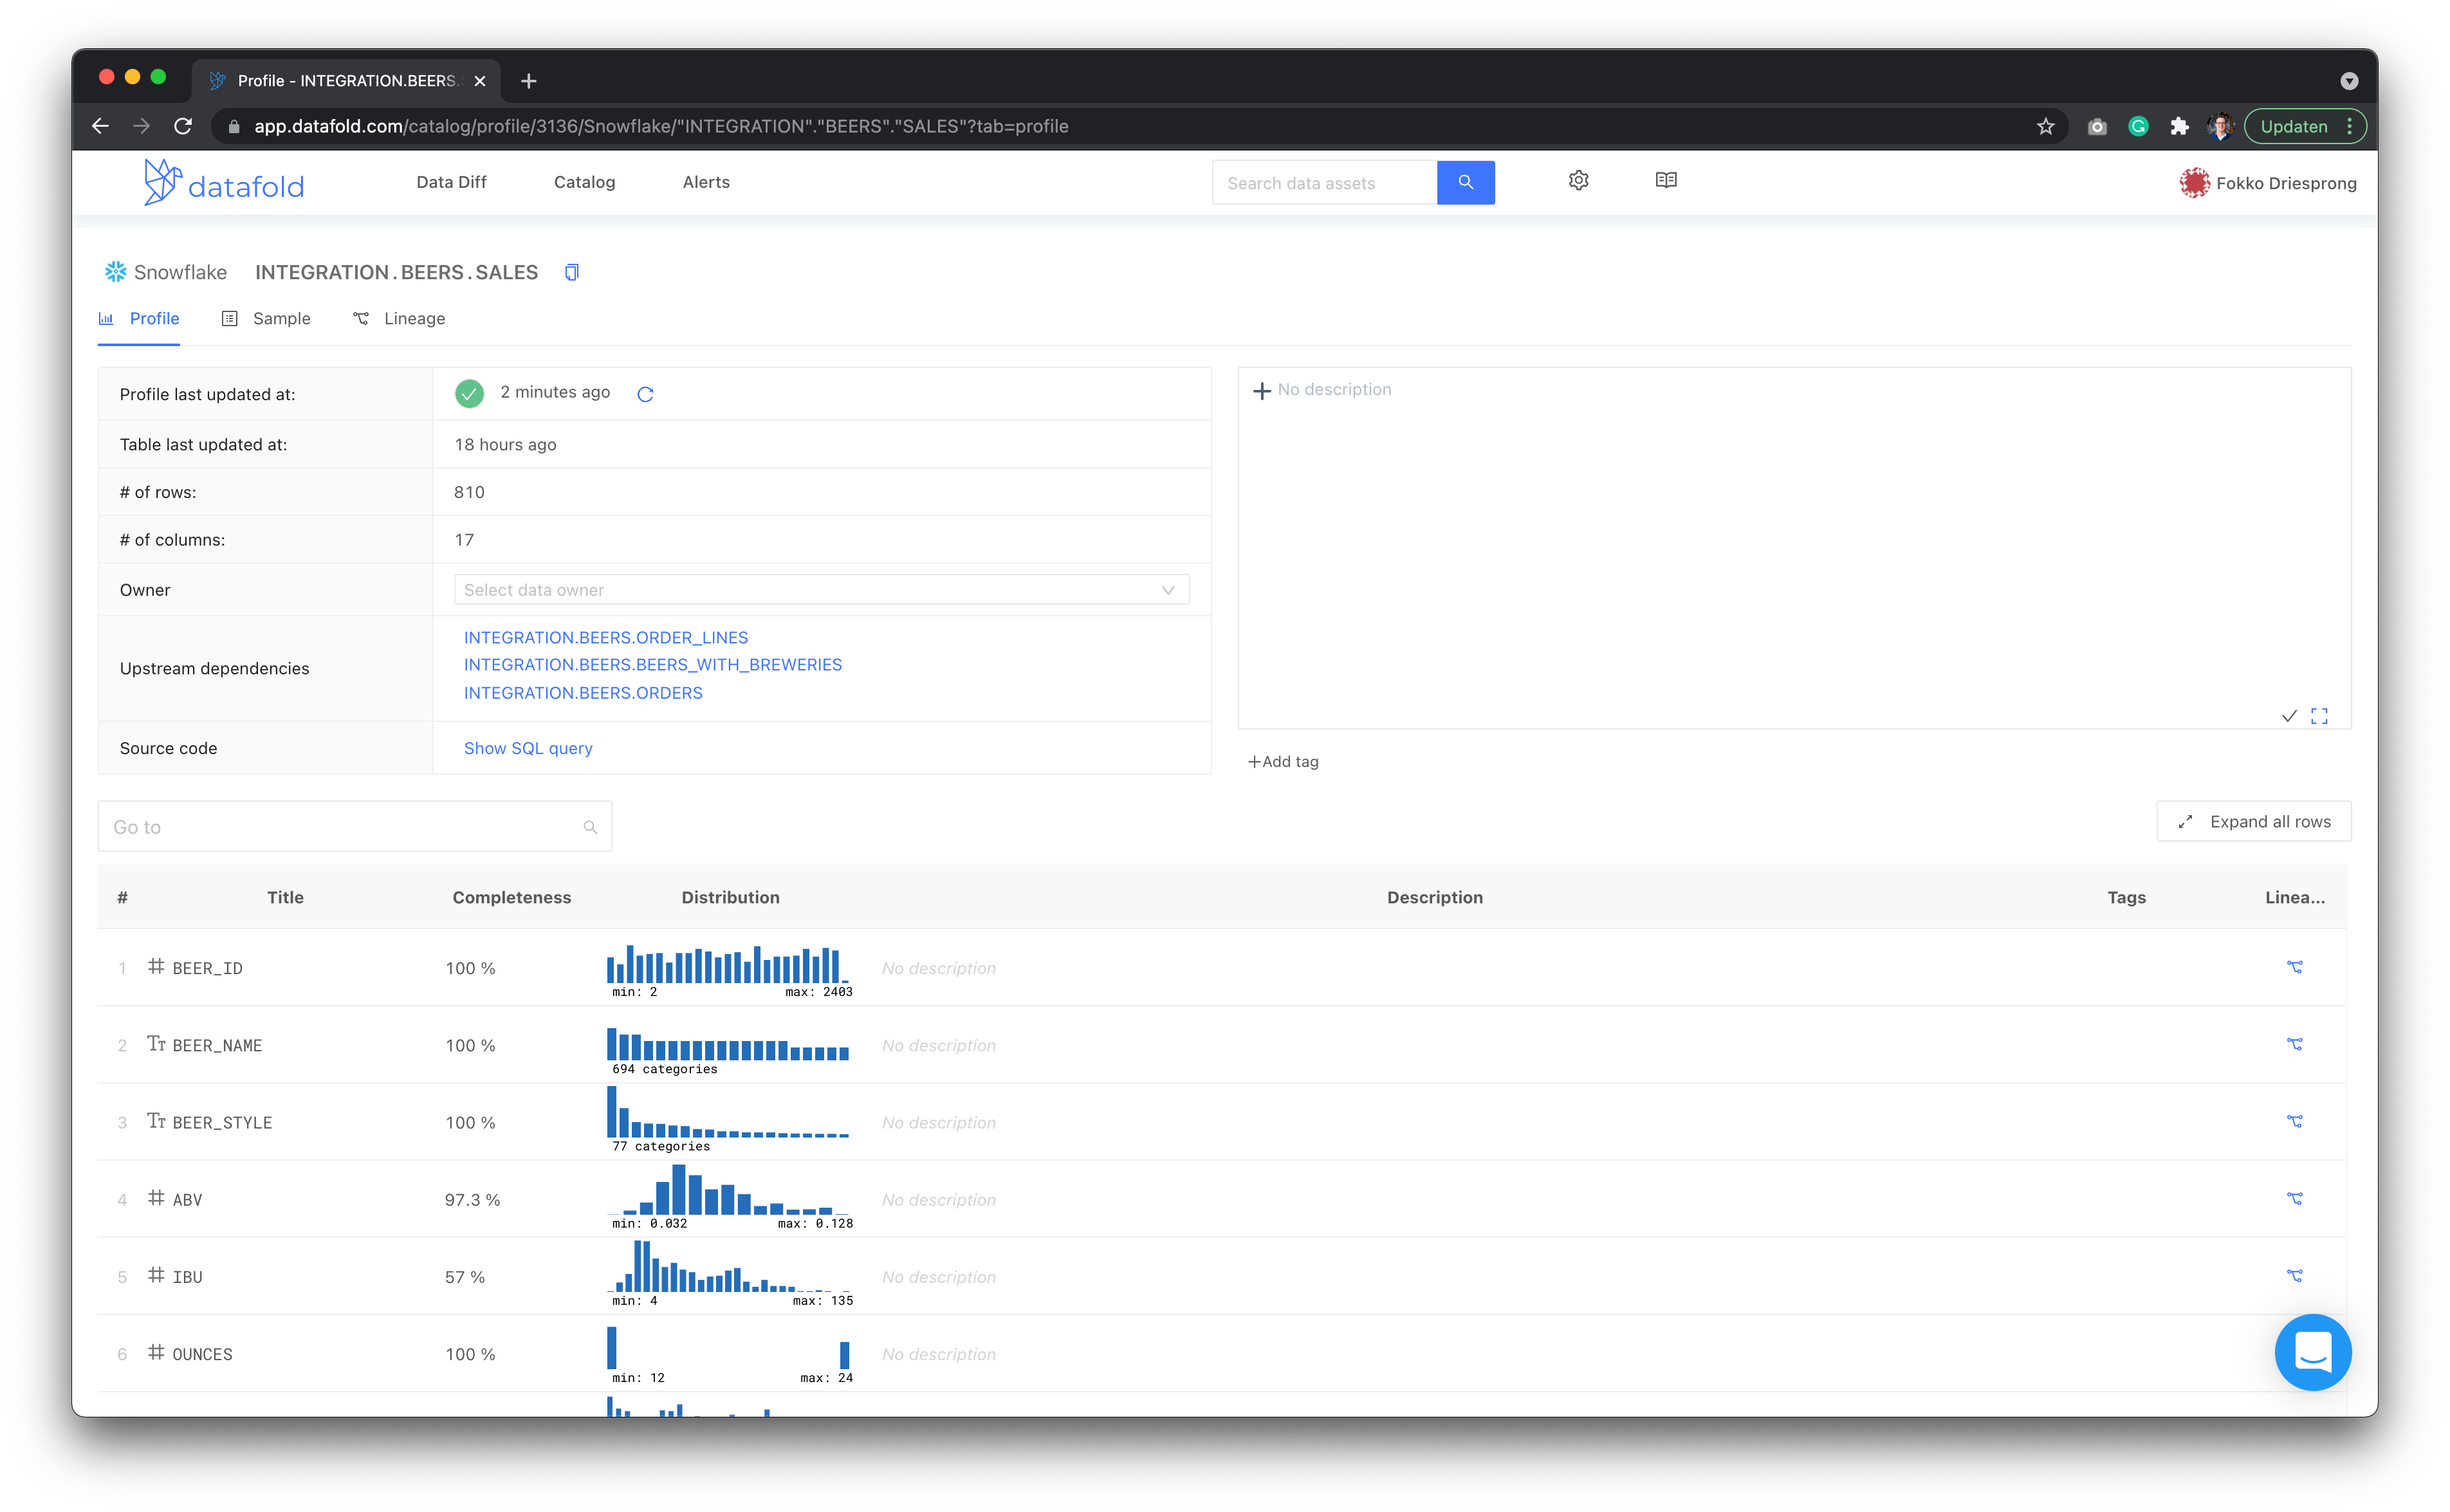 Profile - INTEGRATION.BEERS.
app.datafold.com/catalog/profile/3136/Snowflake/"INTEGRATION"."BEERS"."SALES"?tab=profile
Updaten
datafold
Data Diff
Catalog
Alerts
Search data assets
Fokko Driesprong
Snowflake
INTEGRATION.BEERS.SALES
Profile
Sample
Lineage
Profile last updated at:
2 minutes ago
No description
Table last updated at:
18 hours ago
# of rows:
810
# of columns:
17
Owner
Select data owner
Upstream dependencies
INTEGRATION.BEERS.ORDER_LINES
INTEGRATION.BEERS.BEERS_WITH_BREWERIES
INTEGRATION.BEERS.ORDERS
Source code
Show SQL query
+Add tag
Go to
Expand all rows
# Title Completeness Distribution Description Tags Linea...
1 # BEER_ID 100 % No description
min: 2 max: 2403
2 Tт BEER_NAME 100 % No description
694 categories
3 Tт BEER_STYLE 100 % No description
77 categories
4 # ABV 97.3 % No description
min: 0.032 max: 0.128
5 # IBU 57 % No description
min: 4 max: 135
6 # OUNCES 100 % No description
min: 12 max: 24